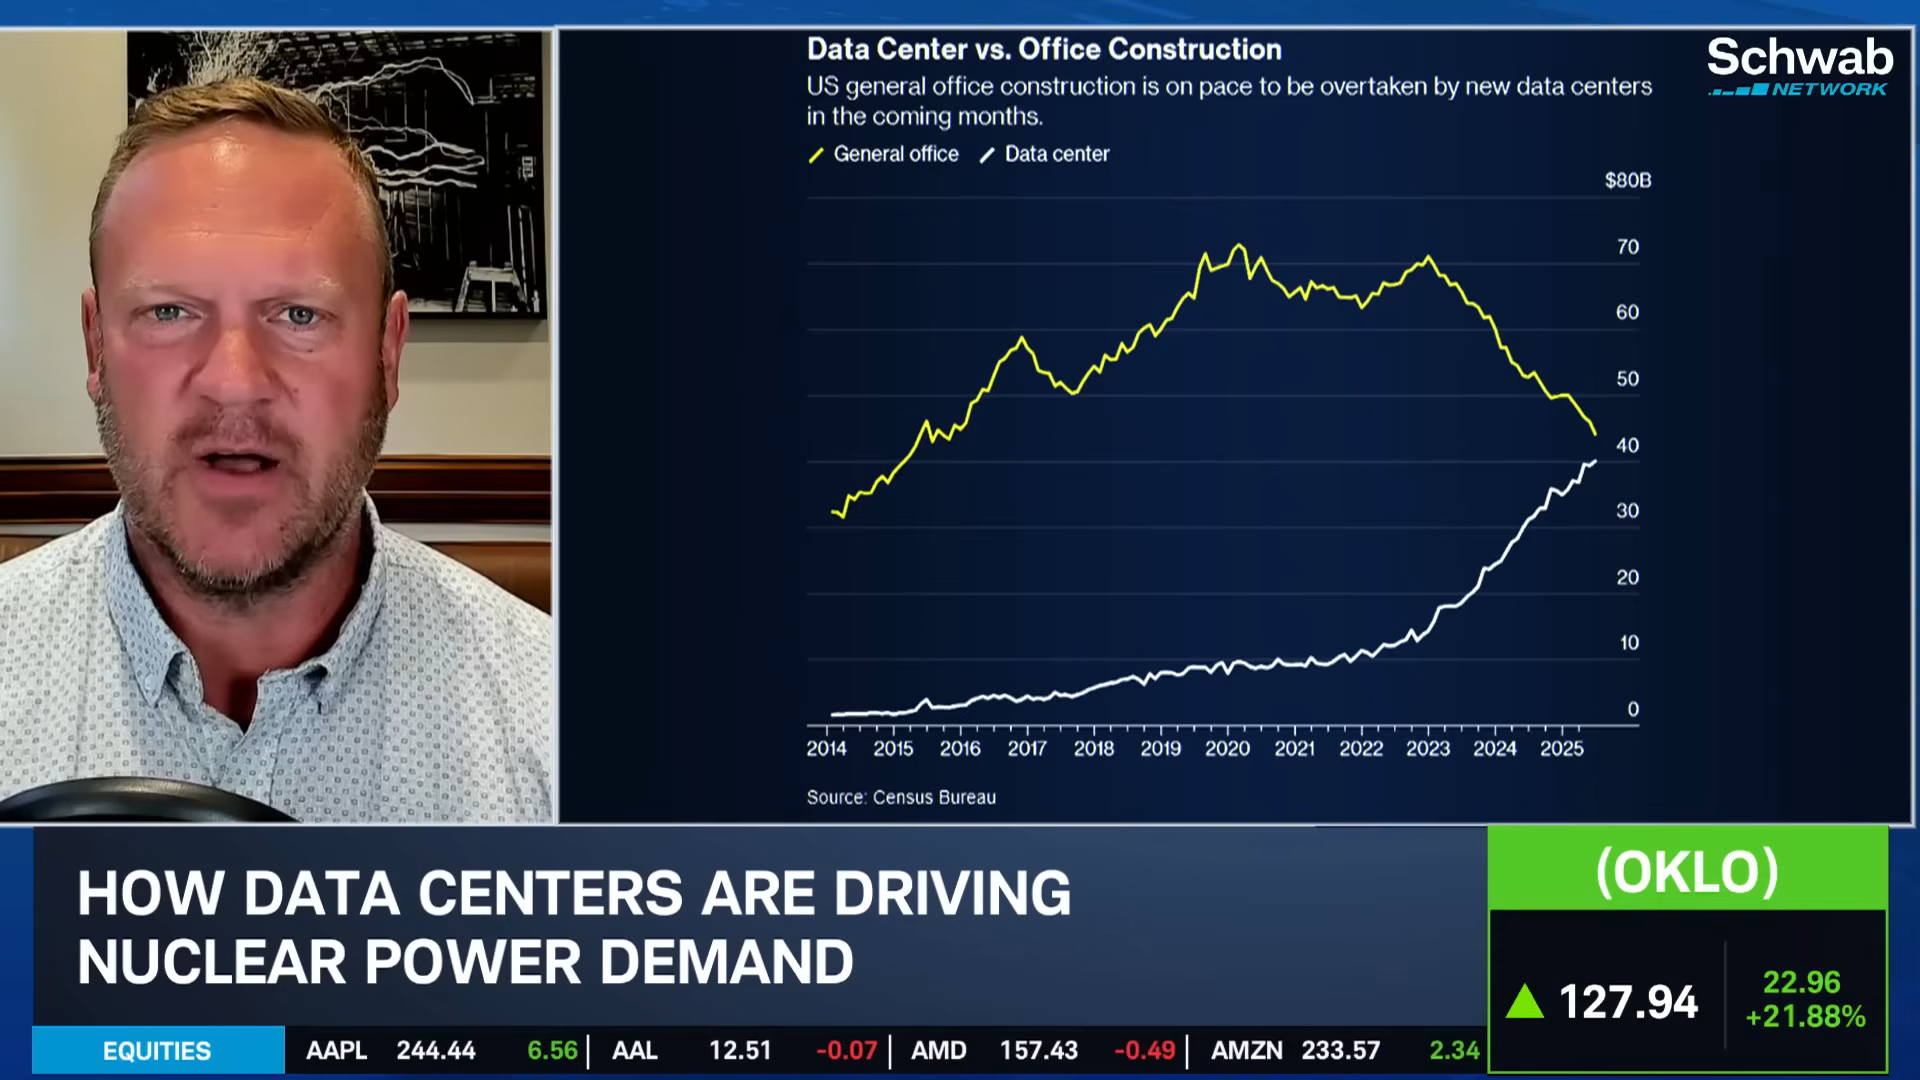 Data Center vs. Office Construction
US general office construction is on pace to be overtaken by new data centers
in the coming months.
General office Data center
Schwab
NETWORK
$80B
70
60
50
40
30
20
10
0
2014 2015 2016 2017 2018 2019 2020 2021 2022 2023 2024 2025
Source: Census Bureau
HOW DATA CENTERS ARE DRIVING
NUCLEAR POWER DEMAND
(OKLO)
127.94
22.96
+21.88%
EQUITIES AAPL 244.44 6.56 AAL 12.51 -0.07 AMD 157.43 -0.49 AMZN 233.57 2.34